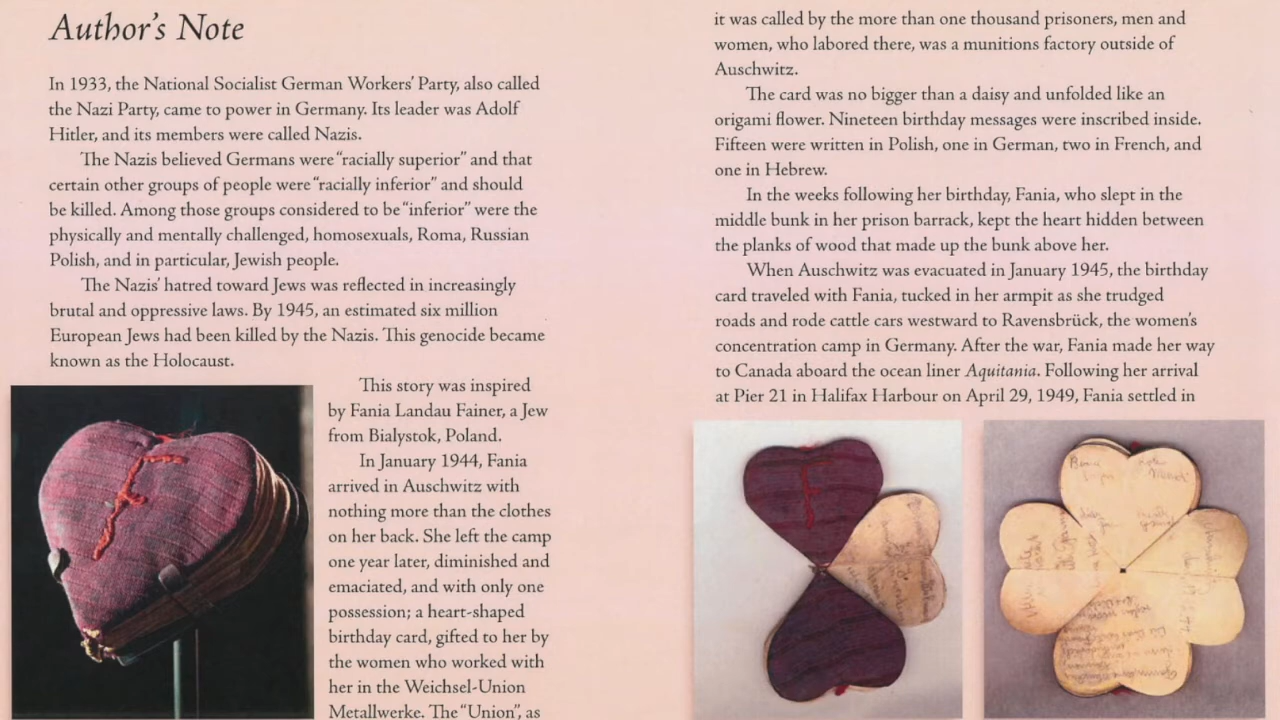 Author's Note
In 1933, the National Socialist German Workers' Party, also called
the Nazi Party, came to power in Germany. Its leader was Adolf
Hitler, and its members were called Nazis.
The Nazis believed Germans were “racially superior” and that
certain other groups of people were “racially inferior” and should
be killed. Among those groups considered to be “inferior” were the
physically and mentally challenged, homosexuals, Roma, Russian
Polish, and in particular, Jewish people.
The Nazis' hatred toward Jews was reflected in increasingly
brutal and oppressive laws. By 1945, an estimated six million
European Jews had been killed by the Nazis. This genocide became
known as the Holocaust.
This story was inspired
by Fania Landau Fainer, a Jew
from Bialystok, Poland.
In January 1944, Fania
arrived in Auschwitz with
nothing more than the clothes
on her back. She left the camp
one year later, diminished and
emaciated, and with only one
possession; a heart-shaped
birthday card, gifted to her by
the women who worked with
her in the Weichsel-Union
Metallwerke. The “Union”, as
it was called by the more than one thousand prisoners, men and
women, who labored there, was a munitions factory outside of
Auschwitz.
The card was no bigger than a daisy and unfolded like an
origami flower. Nineteen birthday messages were inscribed inside.
Fifteen were written in Polish, one in German, two in French, and
one in Hebrew.
In the weeks following her birthday, Fania, who slept in the
middle bunk in her prison barrack, kept the heart hidden between
the planks of wood that made up the bunk above her.
When Auschwitz was evacuated in January 1945, the birthday
card traveled with Fania, tucked in her armpit as she trudged
roads and rode cattle cars westward to Ravensbrück, the women's
concentration camp in Germany. After the war, Fania made her way
to Canada aboard the ocean liner Aquitania. Following her arrival
at Pier 21 in Halifax Harbour on April 29, 1949, Fania settled in
F
F